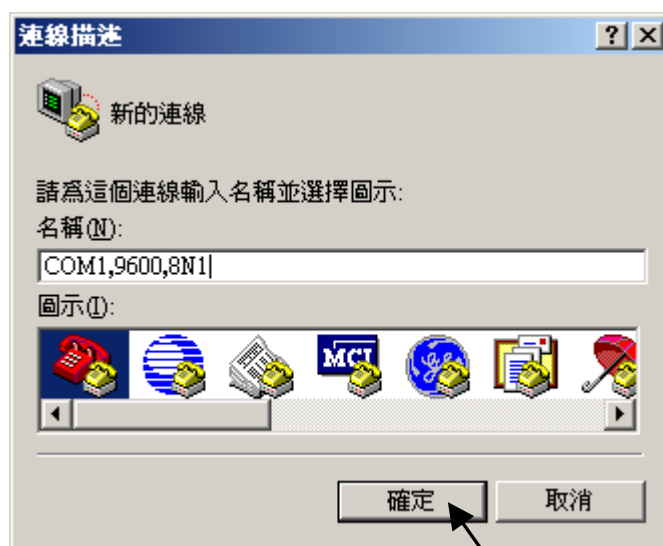 連線描述
新的連線
請為這個連線輸入名稱並選擇圖示:
名稱(N):
COM1,9600,8N1
圖示(I):
MCI
確定
取消